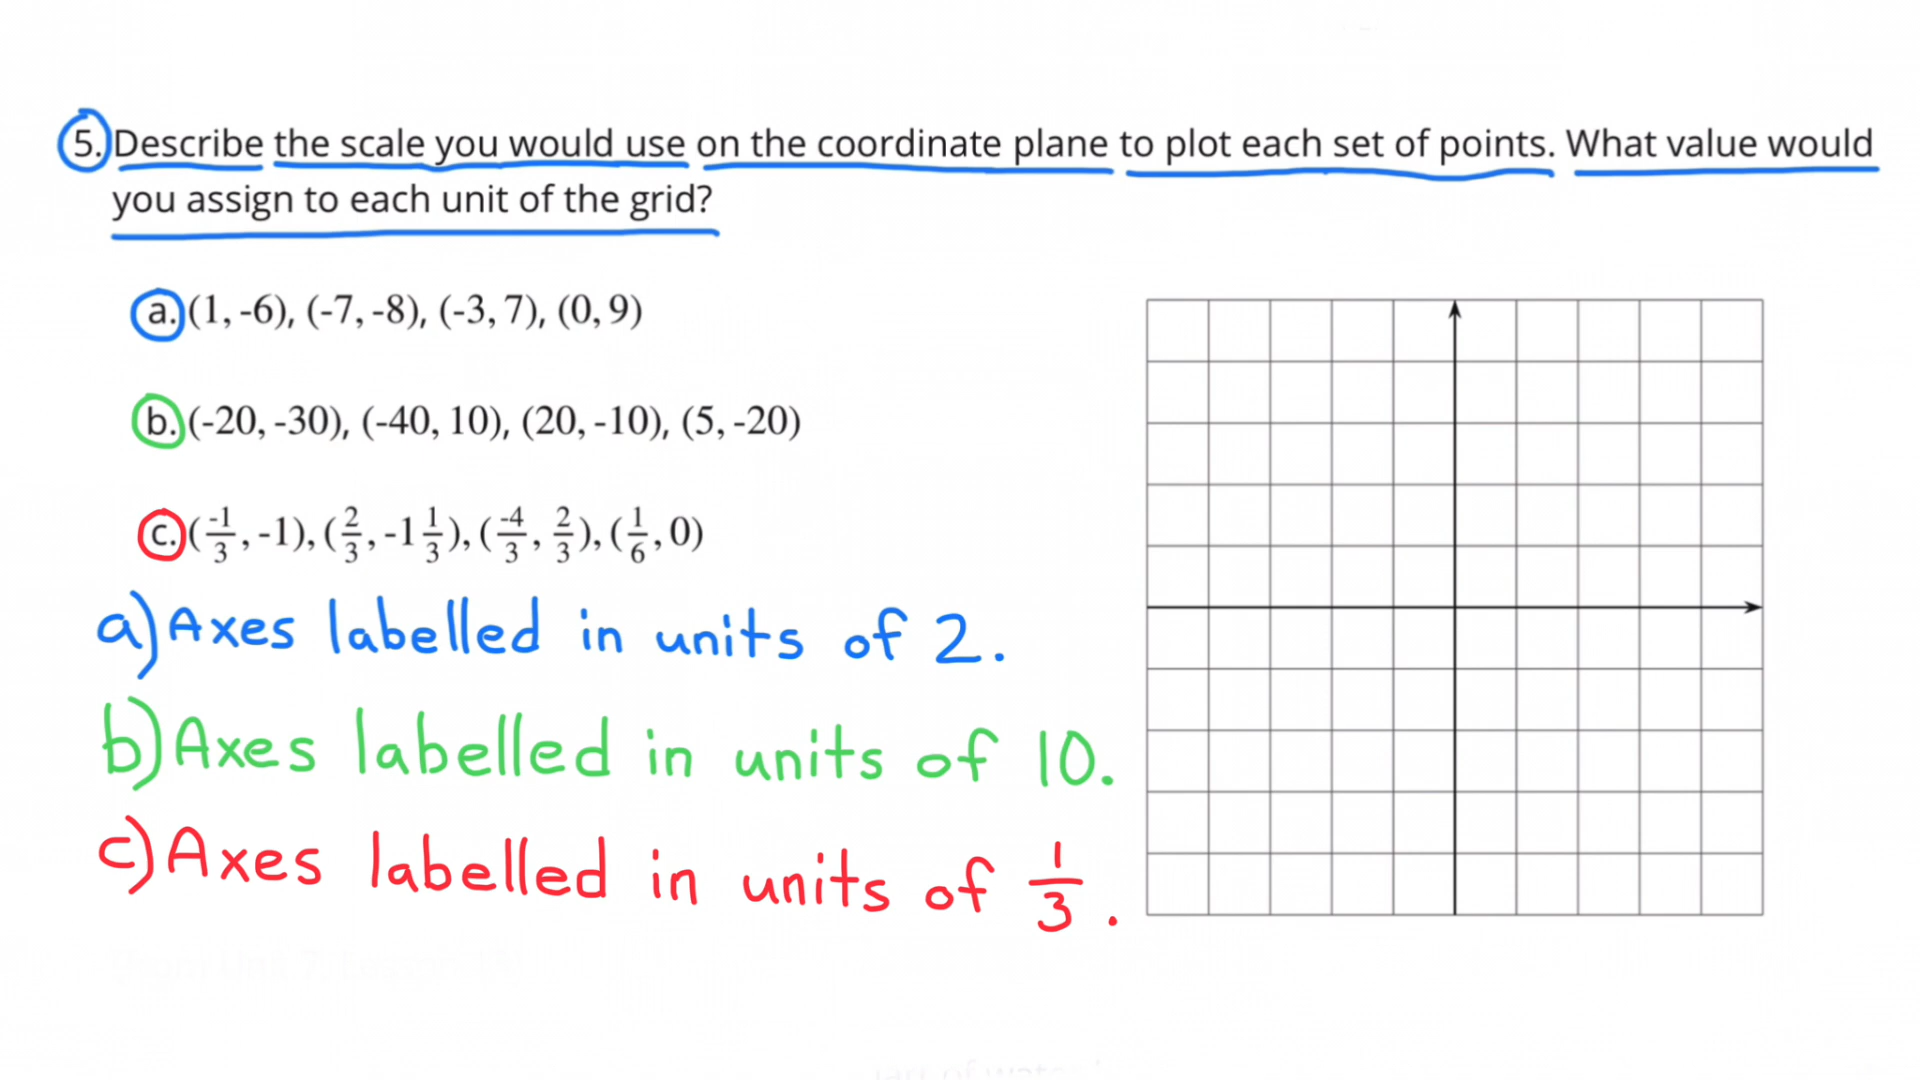 5. Describe the scale you would use on the coordinate plane to plot each set of points. What value would
you assign to each unit of the grid?
a. (1, -6), (-7, -8), (-3, 7), (0, 9)
b. (-20, -30), (-40, 10), (20, -10), (5, -20)
c. (-1/3, -1), (2/3, -1 1/3), (-4/3, 2/3), (1/6, 0)
a) Axes labelled in units of 2.
b) Axes labelled in units of 10.
c) Axes labelled in units of 1/3.